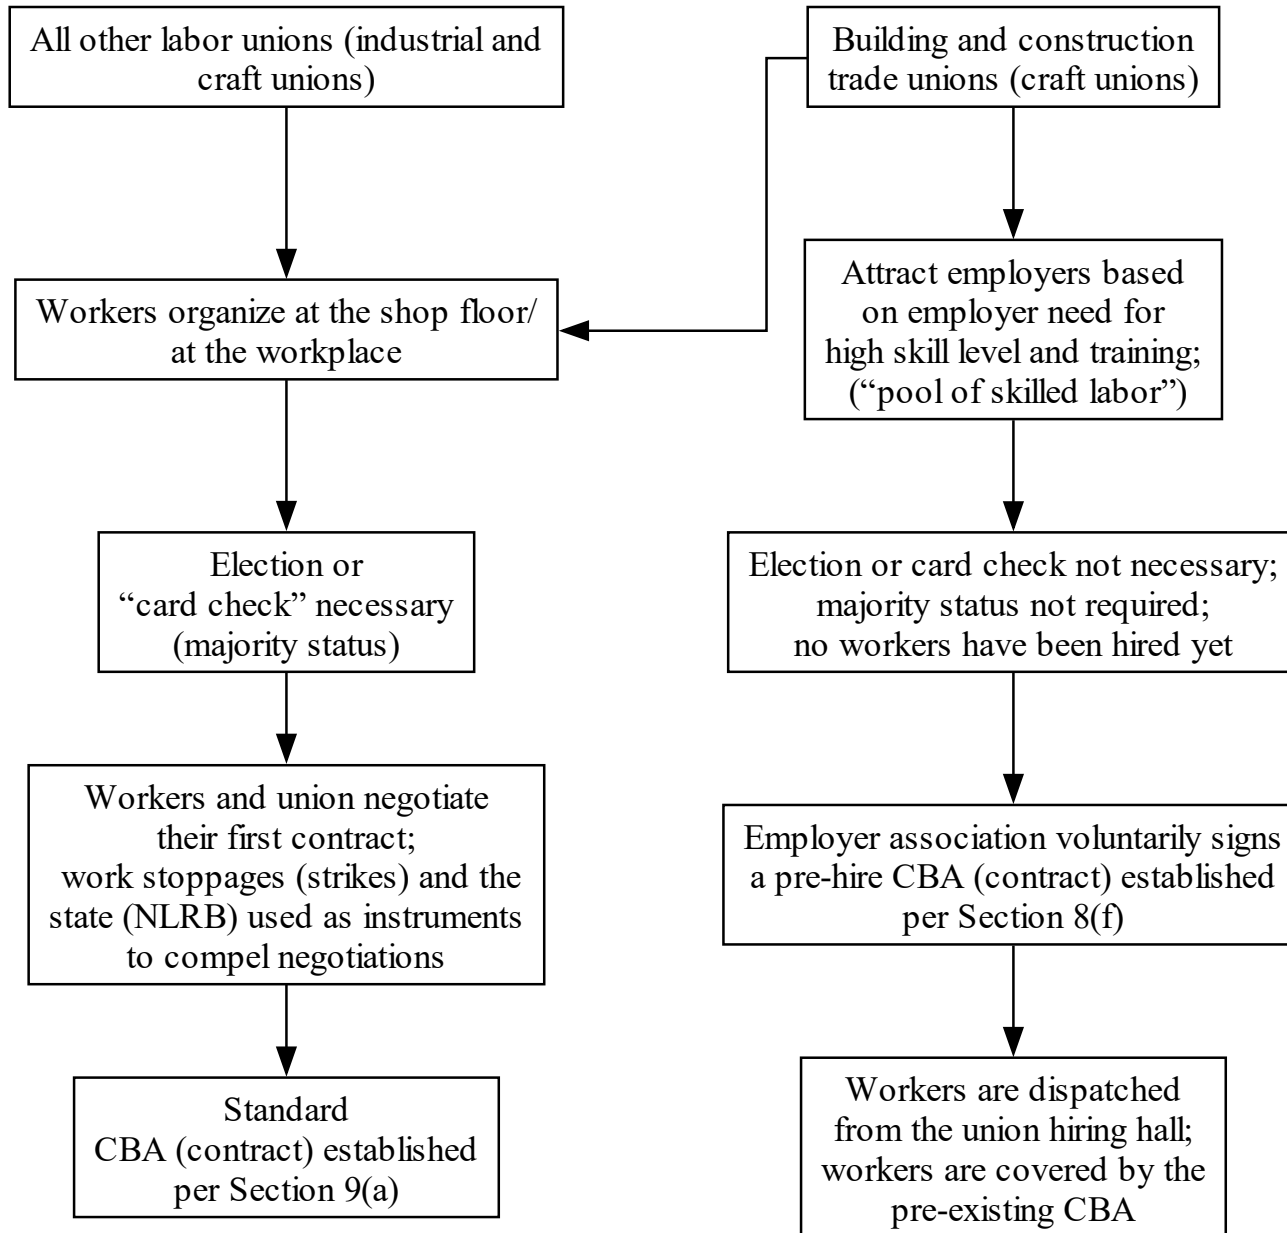 All other labor unions (industrial and
craft unions)
Workers organize at the shop floor/
at the workplace
Election or
“card check” necessary
(majority status)
Workers and union negotiate
their first contract;
work stoppages (strikes) and the
state (NLRB) used as instruments
to compel negotiations
Standard
CBA (contract) established
per Section 9(a)
Building and construction
trade unions (craft unions)
Attract employers based
on employer need for
high skill level and training;
(“pool of skilled labor”)
Election or card check not necessary;
majority status not required;
no workers have been hired yet
Employer association voluntarily signs
a pre-hire CBA (contract) established
per Section 8(f)
Workers are dispatched
from the union hiring hall;
workers are covered by the
pre-existing CBA